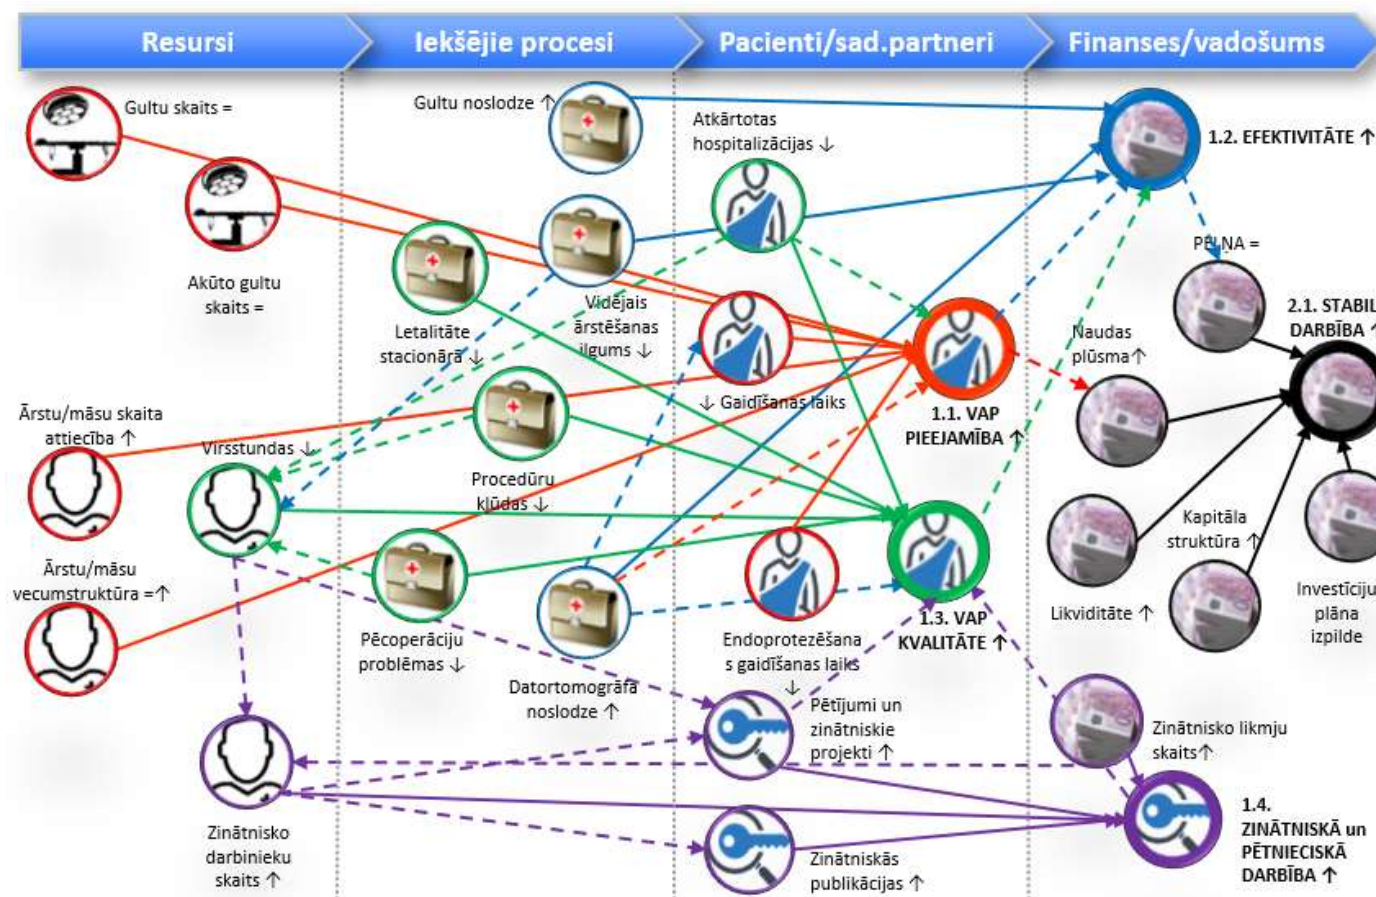 Resursi
Iekšējie procesi
Pacienti/sad.partneri
Finanses/vadošums
Gultu skaits =
Gultu noslodze ↑
Atkārtotas
hospitalizācijas ↓
1.2. EFEKTIVITĀTE ↑
Akūto gultu
skaits =
Letalitāte
stacionārā ↓
Vidējais
ārstēšanas
ilgums ↓
PEĻŅA =
2.1. STABIL
DARBĪBA ↑
Naudas
plūsma↑
↓ Gaidīšanas laiks
1.1. VAP
PIEEJAMĪBA ↑
Ārstu/māsu skaita
attiecība ↑
Virsstundas ↓
Procedūru
kļūdas ↓
Kapitāla
struktūra ↑
Ārstu/māsu
vecumstruktūra =↑
Likviditāte ↑
Investīciju
plāna
izpilde
Pēcoperāciju
problēmas ↓
Endoprotezēšana
s gaidīšanas laiks
↓
1.3. VAP
KVALITĀTE ↑
Datortomogrāfa
noslodze ↑
Pētījumi un
zinātniskie
projekti ↑
Zinātnisko likmju
skaits↑
Zinātnisko
darbinieku
skaits ↑
Zinātniskās
publikācijas ↑
1.4.
ZINĀTNISKĀ un
PĒTNIECISKĀ
DARBĪBA ↑